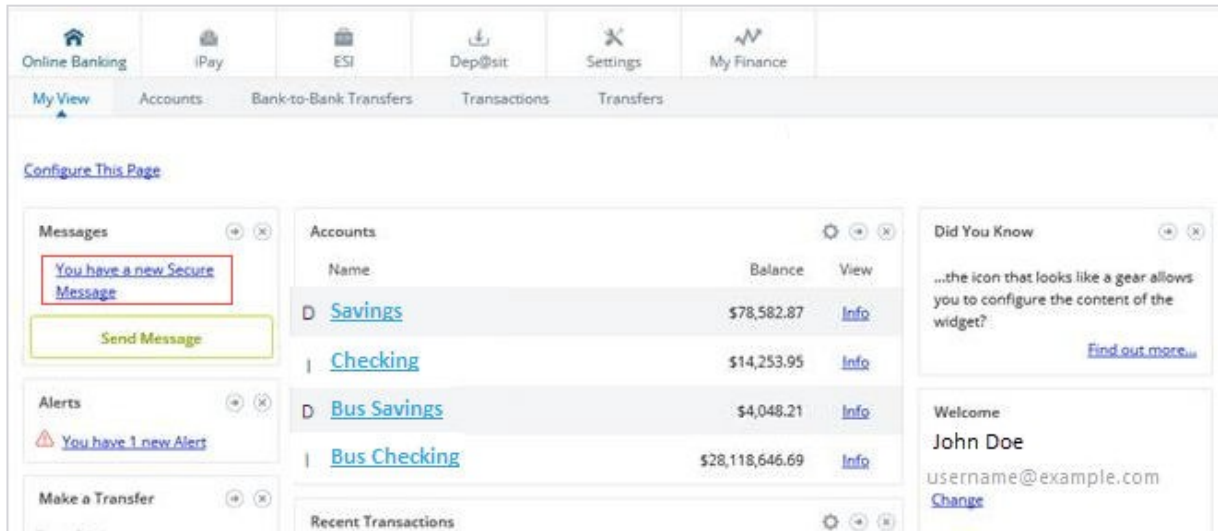 Online Banking iPay ESI Dep@sit Settings My Finance
My View Accounts Bank-to-Bank Transfers Transactions Transfers
Configure This Page
Messages
You have a new Secure
Message
Send Message
Alerts
You have 1 new Alert
Make a Transfer
Accounts
Name Balance View
D Savings $78,582.87 Info
I Checking $14,253.95 Info
D Bus Savings $4,048.21 Info
I Bus Checking $28,118,646.69 Info
Recent Transactions
Did You Know
...the icon that looks like a gear allows
you to configure the content of the
widget?
Find out more...
Welcome
John Doe
username@example.com
Change